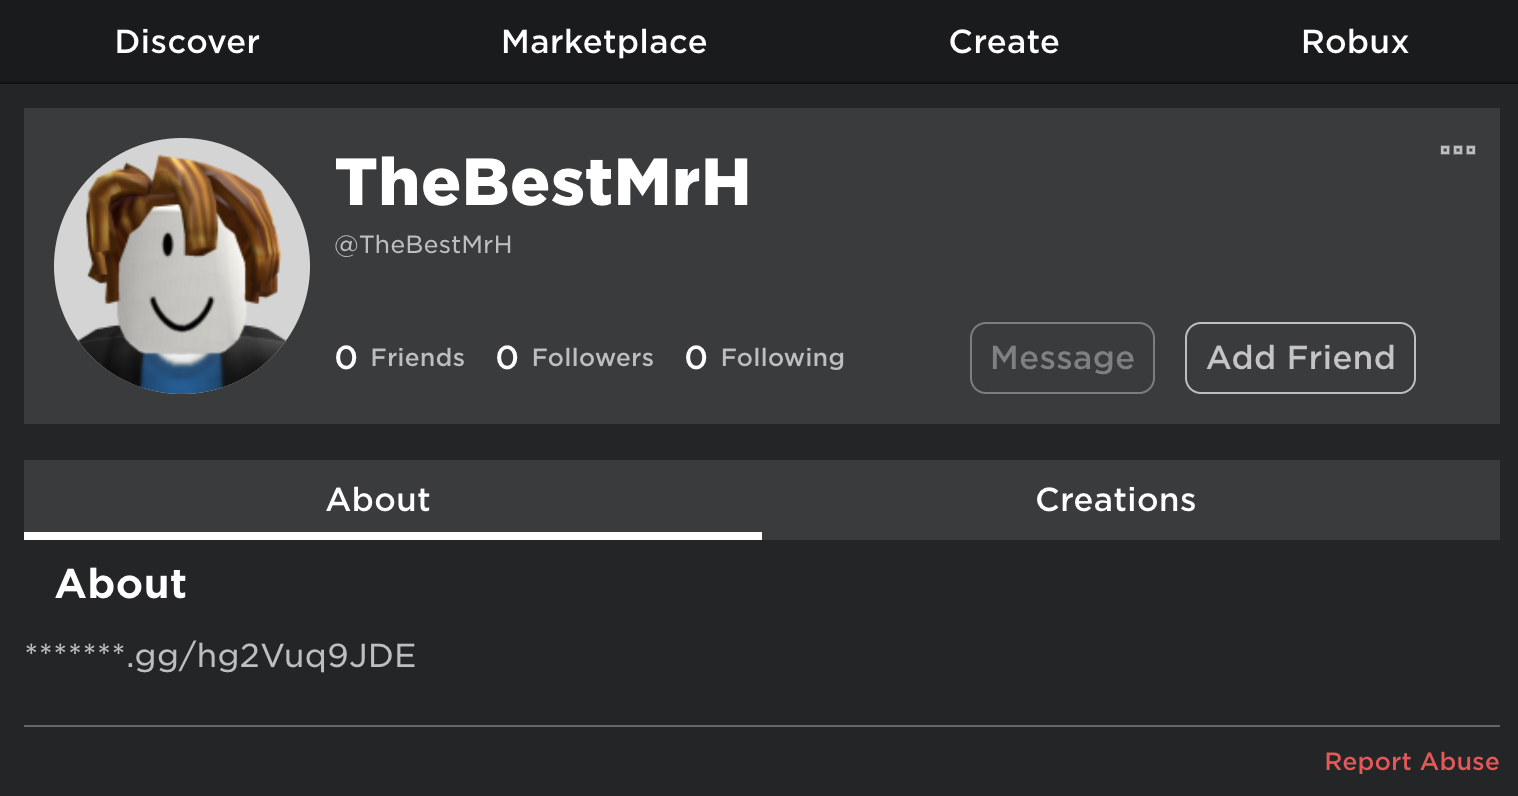 Discover Marketplace Create Robux
TheBestMrH
@TheBestMrH
0 Friends 0 Followers 0 Following
Message Add Friend
About Creations
About
*******.gg/hg2Vuq9JDE
Report Abuse